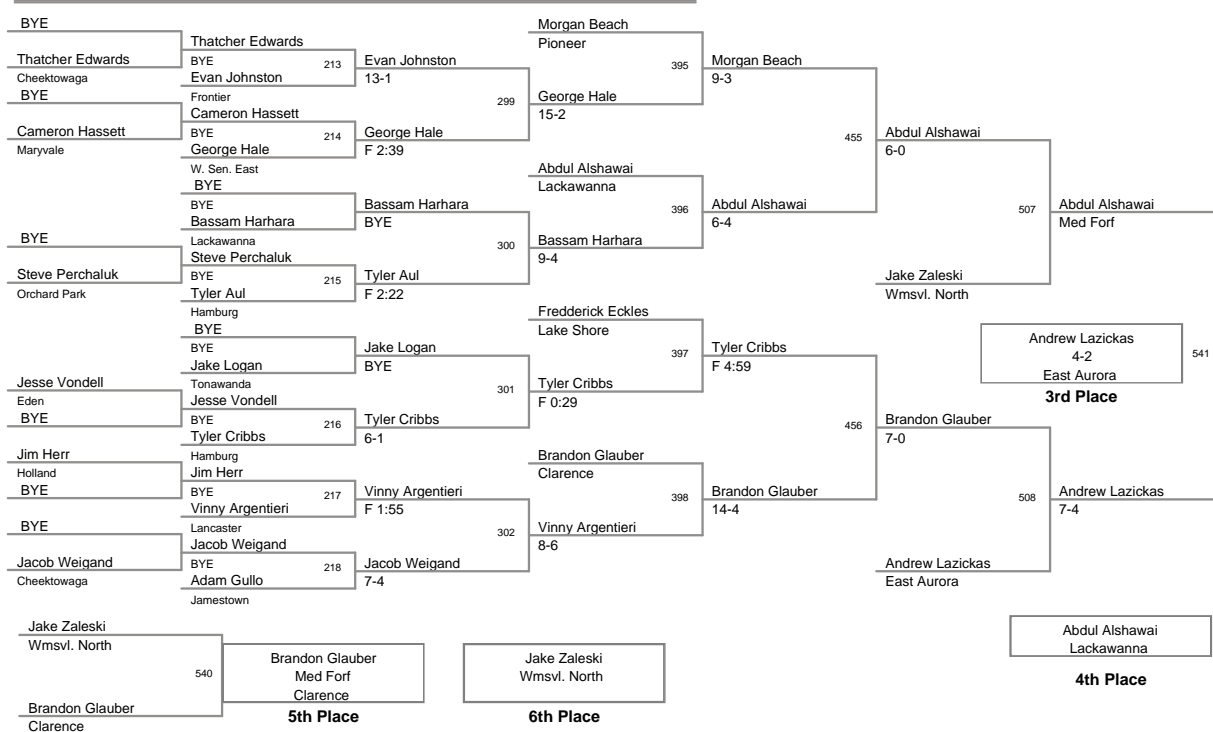 BYE
Thatcher Edwards
Cheektowaga
BYE
Cameron Hassett
Maryvale
BYE
Steve Perchaluk
Orchard Park
Jesse Vondell
Eden
BYE
Jim Herr
Holland
BYE
BYE
Jacob Weigand
Cheektowaga
Thatcher Edwards
BYE
213
Evan Johnston
Frontier
Cameron Hassett
BYE
214
George Hale
W. Sen. East
BYE
BYE
Bassam Harhara
Lackawanna
Steve Perchaluk
BYE
215
Tyler Aul
Hamburg
BYE
BYE
Jake Logan
Tonawanda
Jesse Vondell
BYE
216
Tyler Cribbs
Hamburg
Jim Herr
BYE
217
Vinny Argentieri
Lancaster
Jacob Weigand
BYE
218
Adam Gullo
Jamestown
Evan Johnston
13-1
299
George Hale
F 2:39
Bassam Harhara
BYE
300
Tyler Aul
F 2:22
Jake Logan
BYE
301
Tyler Cribbs
6-1
Vinny Argentieri
F 1:55
302
Jacob Weigand
7-4
Morgan Beach
Pioneer
395
George Hale
15-2
Abdul Alshawai
Lackawanna
396
Bassam Harhara
9-4
Fredderick Eckles
Lake Shore
397
Tyler Cribbs
F 0:29
Brandon Glauber
Clarence
398
Vinny Argentieri
8-6
Morgan Beach
9-3
455
Abdul Alshawai
6-4
Tyler Cribbs
F 4:59
456
Brandon Glauber
14-4
Abdul Alshawai
6-0
507
Jake Zaleski
Wmsvl. North
Brandon Glauber
7-0
508
Andrew Lazickas
East Aurora
Abdul Alshawai
Med Forf
Andrew Lazickas
4-2
East Aurora
541
3rd Place
Andrew Lazickas
7-4
Abdul Alshawai
Lackawanna
4th Place
Jake Zaleski
Wmsvl. North
540
Brandon Glauber
Clarence
Brandon Glauber
Med Forf
Clarence
5th Place
Jake Zaleski
Wmsvl. North
6th Place